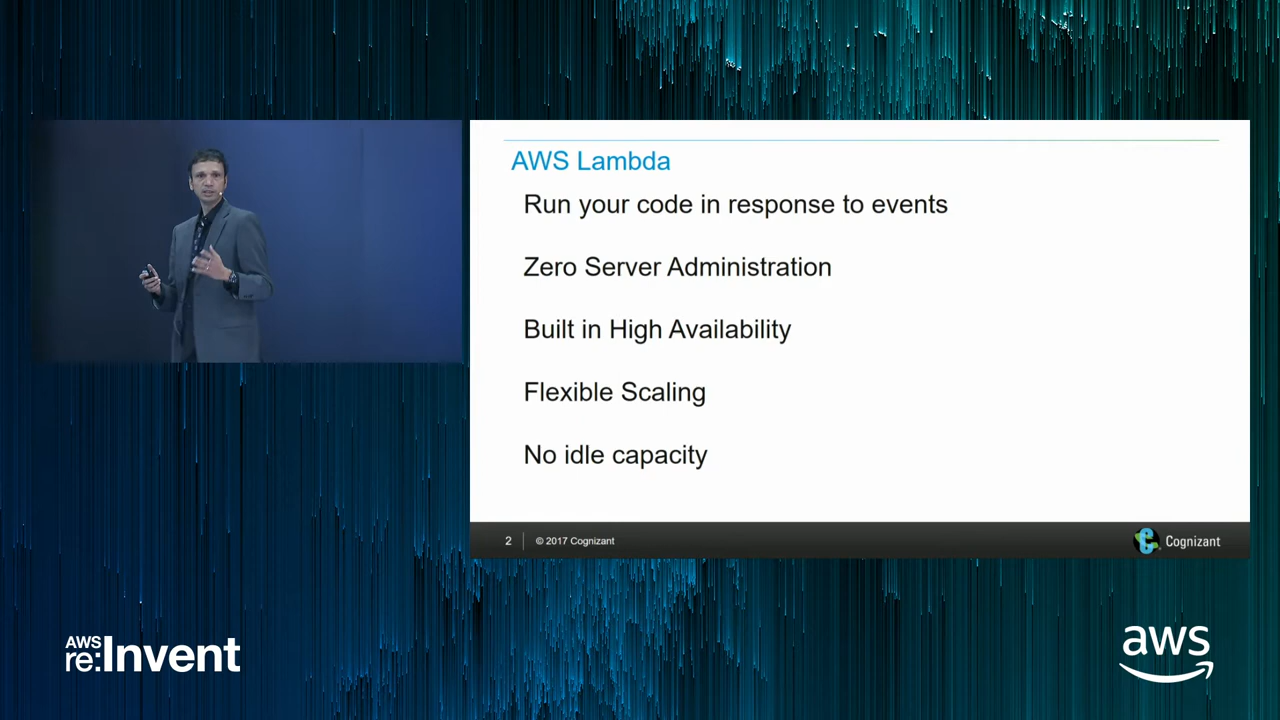 AWS Lambda
Run your code in response to events
Zero Server Administration
Built in High Availability
Flexible Scaling
No idle capacity
2
© 2017 Cognizant
Cognizant
AWS
re:Invent
aws